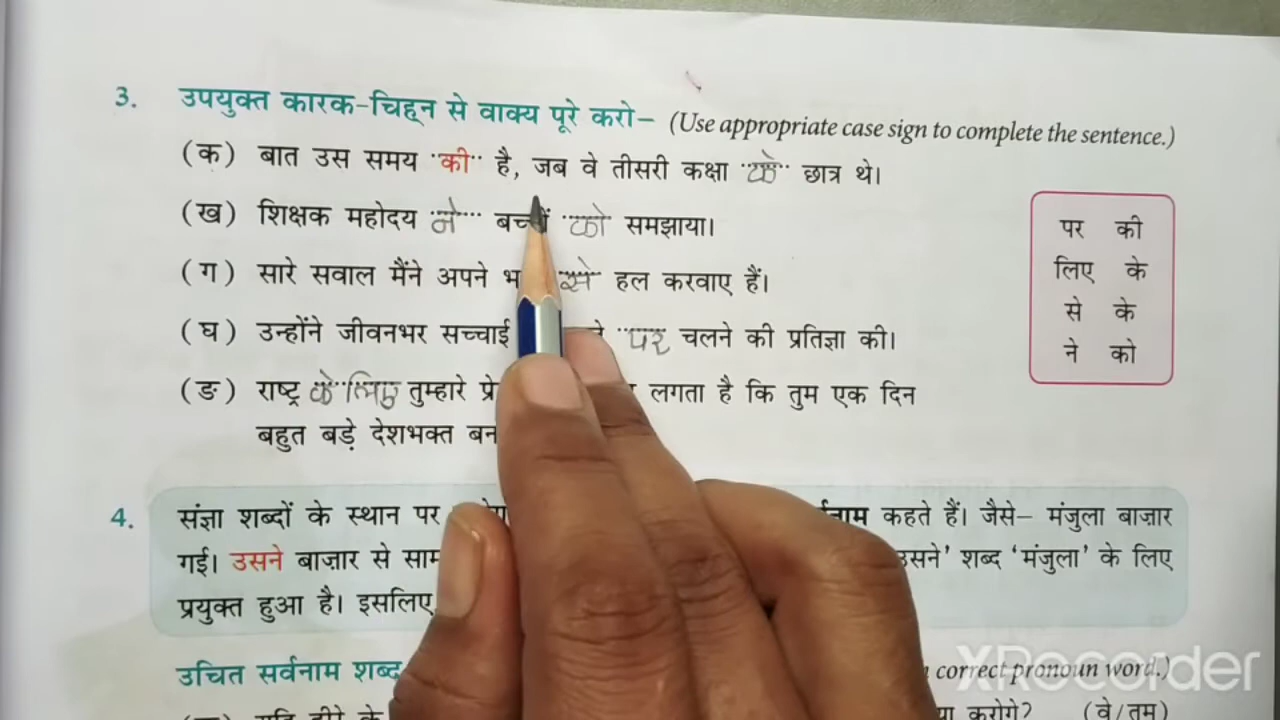 3. उपयुक्त कारक-चिह्न से वाक्य पूरे करो– (Use appropriate case sign to complete the sentence.)
(क) बात उस समय की है, जब वे तीसरी कक्षा के छात्र थे।
(ख) शिक्षक महोदय ने बच्चों को समझाया।
(ग) सारे सवाल मैंने अपने से हल करवाए हैं।
(घ) उन्होंने जीवनभर सच्चाई पर चलने की प्रतिज्ञा की।
(ङ) राष्ट्र के लिए तुम्हारे लगता है कि तुम एक दिन
बहुत बड़े देशभक्त
पर की
लिए के
से के
ने को
4. संज्ञा शब्दों के स्थान पर कहते हैं। जैसे– मंजुला बाज़ार
गई। उसने बाज़ार से उसने' शब्द 'मंजुला' के लिए
प्रयुक्त हुआ है। इसलिए
उचित सर्वनाम शब्द correct pronoun word.)
करोगे? (वे/तुम)
XRecorder